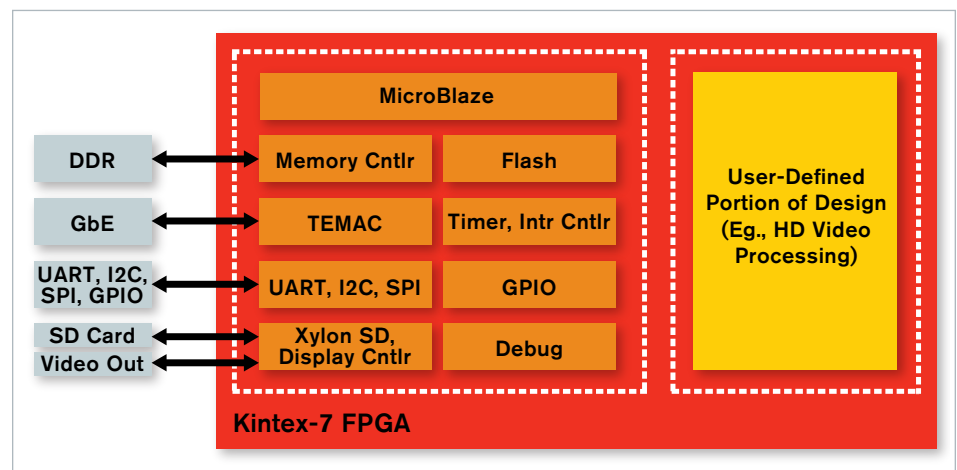 MicroBlaze
DDR
Memory Cntlr
Flash
GbE
TEMAC
Timer, Intr Cntlr
UART, I2C,
SPI, GPIO
UART, I2C, SPI
GPIO
SD Card
Video Out
Xylon SD,
Display Cntlr
Debug
User-Defined
Portion of Design
(Eg., HD Video
Processing)
Kintex-7 FPGA